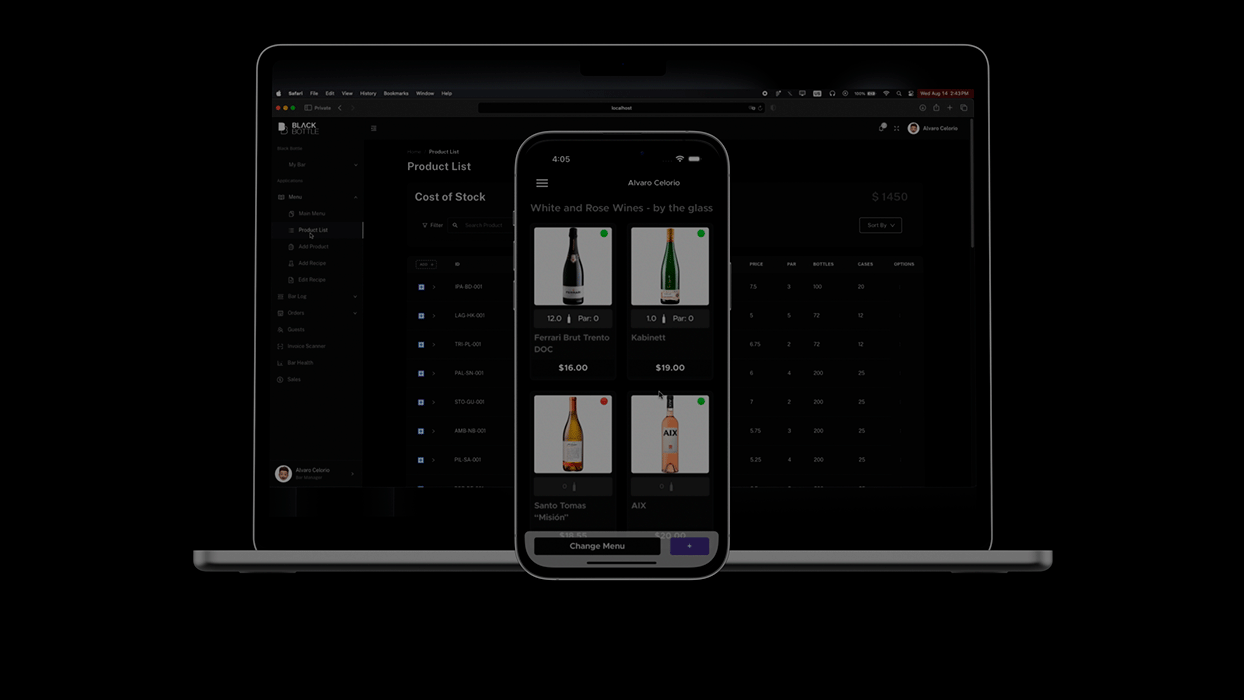 Safari File Edit View History Bookmarks Window Help
100%
Wed Aug 14 2:43PM
Private
localhost
BLACK
BOTTLE
Alvaro Celorio
My Bar
Menu
Main Menu
Product List
Add Product
Add Recipe
Edit Recipe
Bar Log
Orders
Guests
Invoice Scanner
Bar Health
Sales
Alvaro Celorio
Bar Manager
Home Product List
Product List
Cost of Stock
$ 1450
Filter
Search Product
Sort By
ID PRICE PAR BOTTLES CASES OPTIONS
IPA-BD-001 7.5 3 100 20
LAG-HK-001 5 5 72 12
TRI-PL-001 6.75 2 72 12
PAL-SN-001 6 4 200 25
STO-GU-001 7 2 200 25
AMB-NB-001 5.75 3 200 25
PIL-SA-001 5.25 4 200 25
4:05
Alvaro Celorio
White and Rose Wines - by the glass
12.0 Par: 0
Ferrari Brut Trento
DOC
$16.00
1.0 Par: 0
Kabinett
$19.00
Santo Tomas
“Misión”
$18.55
AIX
AIX
$20.00
Change Menu
+